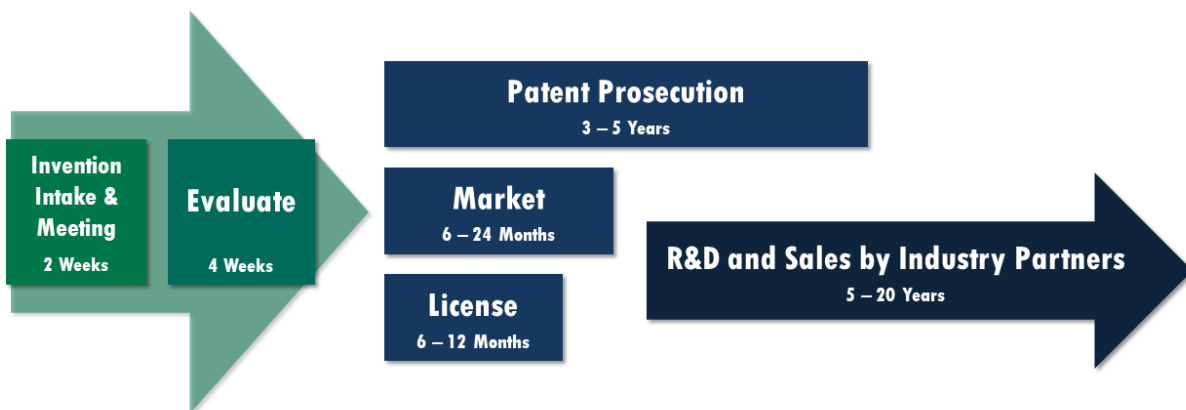 Invention
Intake &
Meeting
2 Weeks
Evaluate
4 Weeks
Patent Prosecution
3 – 5 Years
Market
6 – 24 Months
License
6 – 12 Months
R&D and Sales by Industry Partners
5 – 20 Years